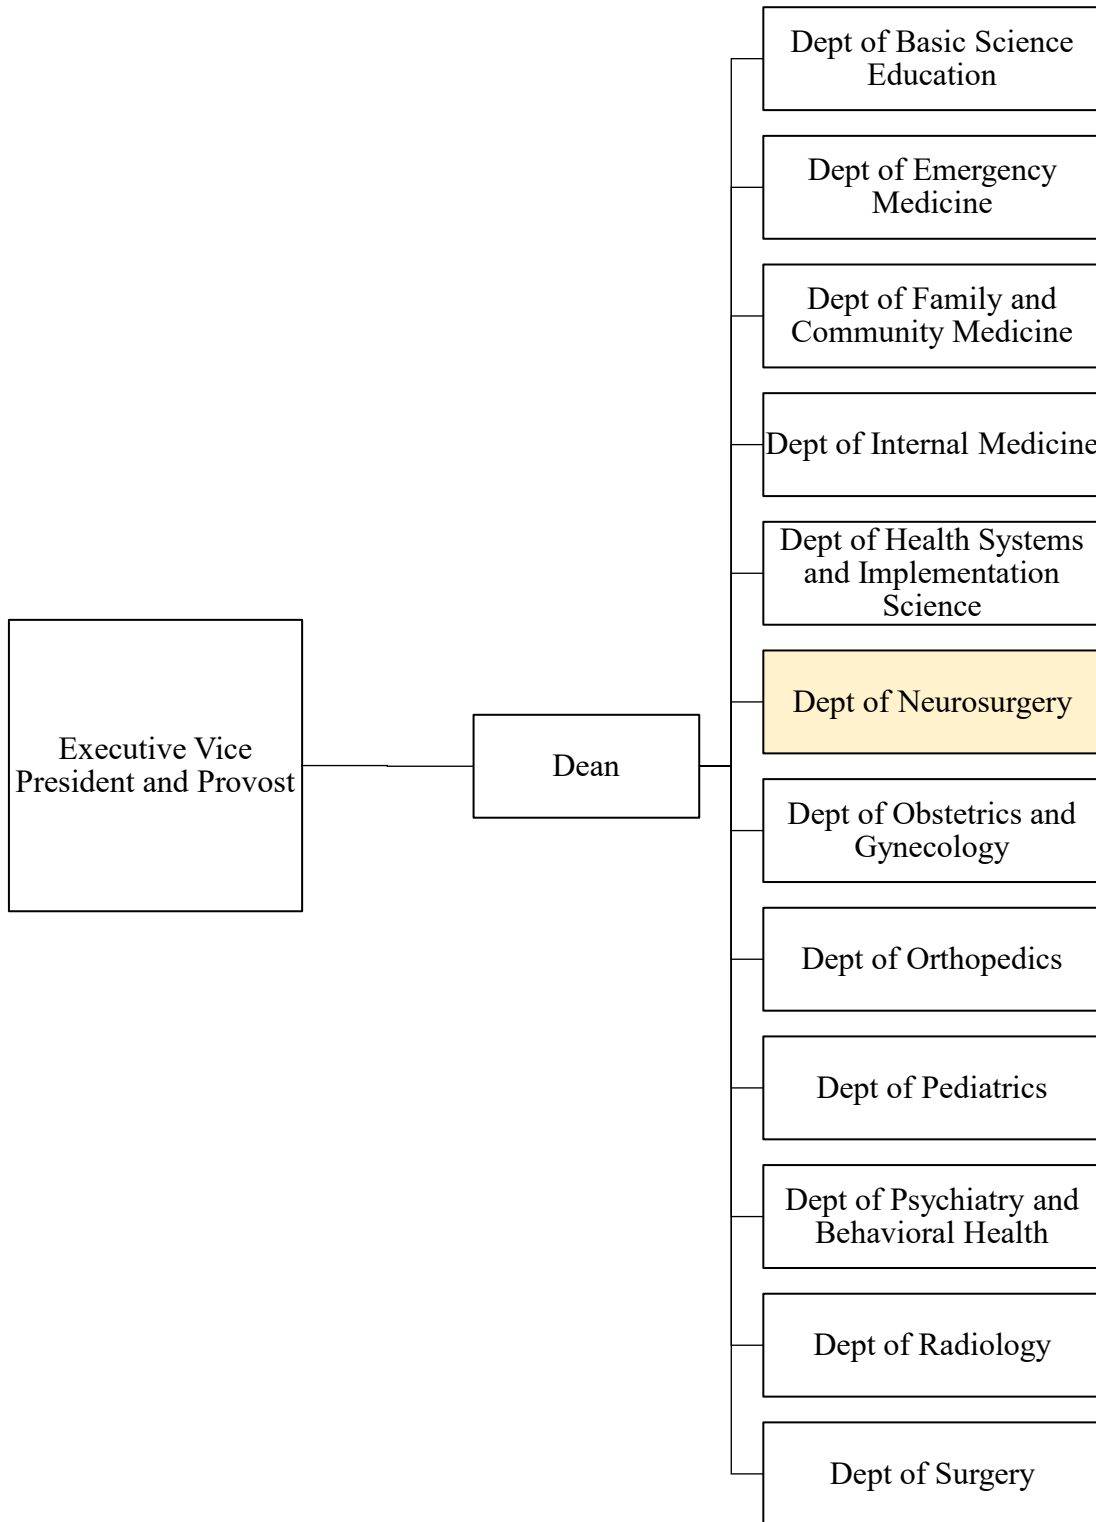 Dept of Basic Science
Education
Dept of Emergency
Medicine
Dept of Family and
Community Medicine
Dept of Internal Medicine
Dept of Health Systems
and Implementation
Science
Dept of Neurosurgery
Executive Vice
President and Provost
Dean
Dept of Obstetrics and
Gynecology
Dept of Orthopedics
Dept of Pediatrics
Dept of Psychiatry and
Behavioral Health
Dept of Radiology
Dept of Surgery